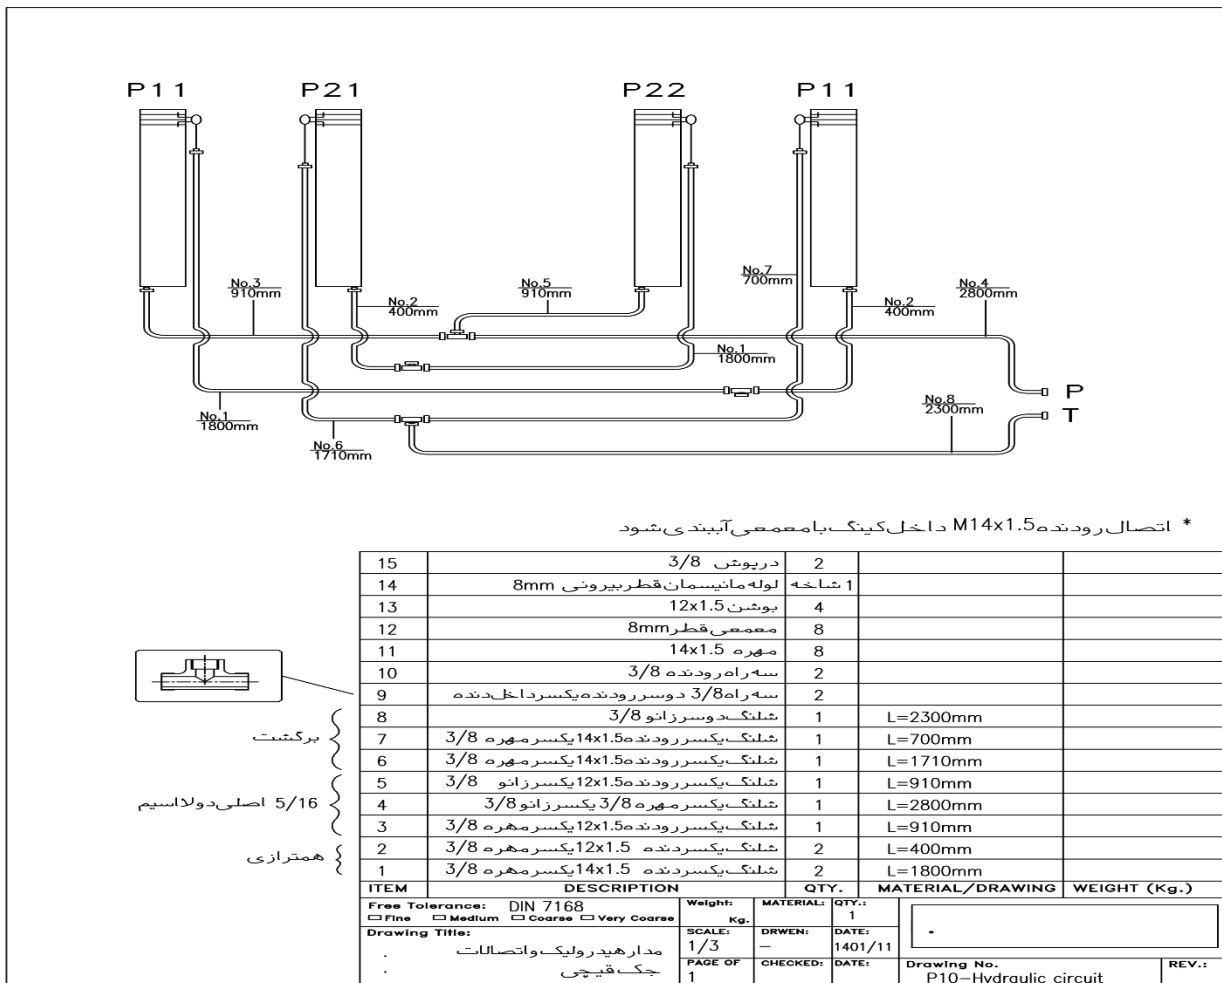 P11 P21 P22 P11
No.3
910mm
No.2
400mm
No.5
910mm
No.7
700mm
No.2
400mm
No.4
2800mm
No.1
1800mm
No.1
1800mm
No.6
1710mm
No.8
2300mm
P
T
* اتصال رودنده M14x1.5 داخل کینگ با معمعی آببندی شود
15 درپوش 3/8 2
14 لوله مانیسمان قطر بیرونی 8mm 1 شاخه
13 بوشن 12x1.5 4
12 معمعی قطر 8mm 8
11 مهره 14x1.5 8
10 سه راه رودنده 3/8 2
9 سه راه 3/8 دوسر رودنده یکسر داخل دنده 2
8 شلنگ دوسر زانو 3/8 1 L=2300mm
7 شلنگ یکسر رودنده 14x1.5 یکسر مهره 3/8 1 L=700mm
6 شلنگ یکسر رودنده 14x1.5 یکسر مهره 3/8 1 L=1710mm
برگشت
5 شلنگ یکسر رودنده 12x1.5 یکسر زانو 3/8 1 L=910mm
4 شلنگ یکسر مهره 3/8 یکسر زانو 3/8 1 L=2800mm
3 شلنگ یکسر رودنده 12x1.5 یکسر مهره 3/8 1 L=910mm
5/16 اصلی دولا سیم
2 شلنگ یکسر دنده 12x1.5 یکسر مهره 3/8 2 L=400mm
1 شلنگ یکسر دنده 14x1.5 یکسر مهره 3/8 2 L=1800mm
همترازی
ITEM DESCRIPTION QTY. MATERIAL/DRAWING WEIGHT (Kg.)
Free Tolerance: DIN 7168
Fine Medium Coarse Very Coarse
Weight:
Kg.
MATERIAL:
QTY.:
1
Drawing Title:
مدار هیدرولیک و اتصالات
جک قیچی
SCALE:
1/3
DRWEN:
–
DATE:
1401/11
PAGE OF
1
CHECKED:
DATE:
Drawing No.
P10–Hydraulic circuit
REV.: